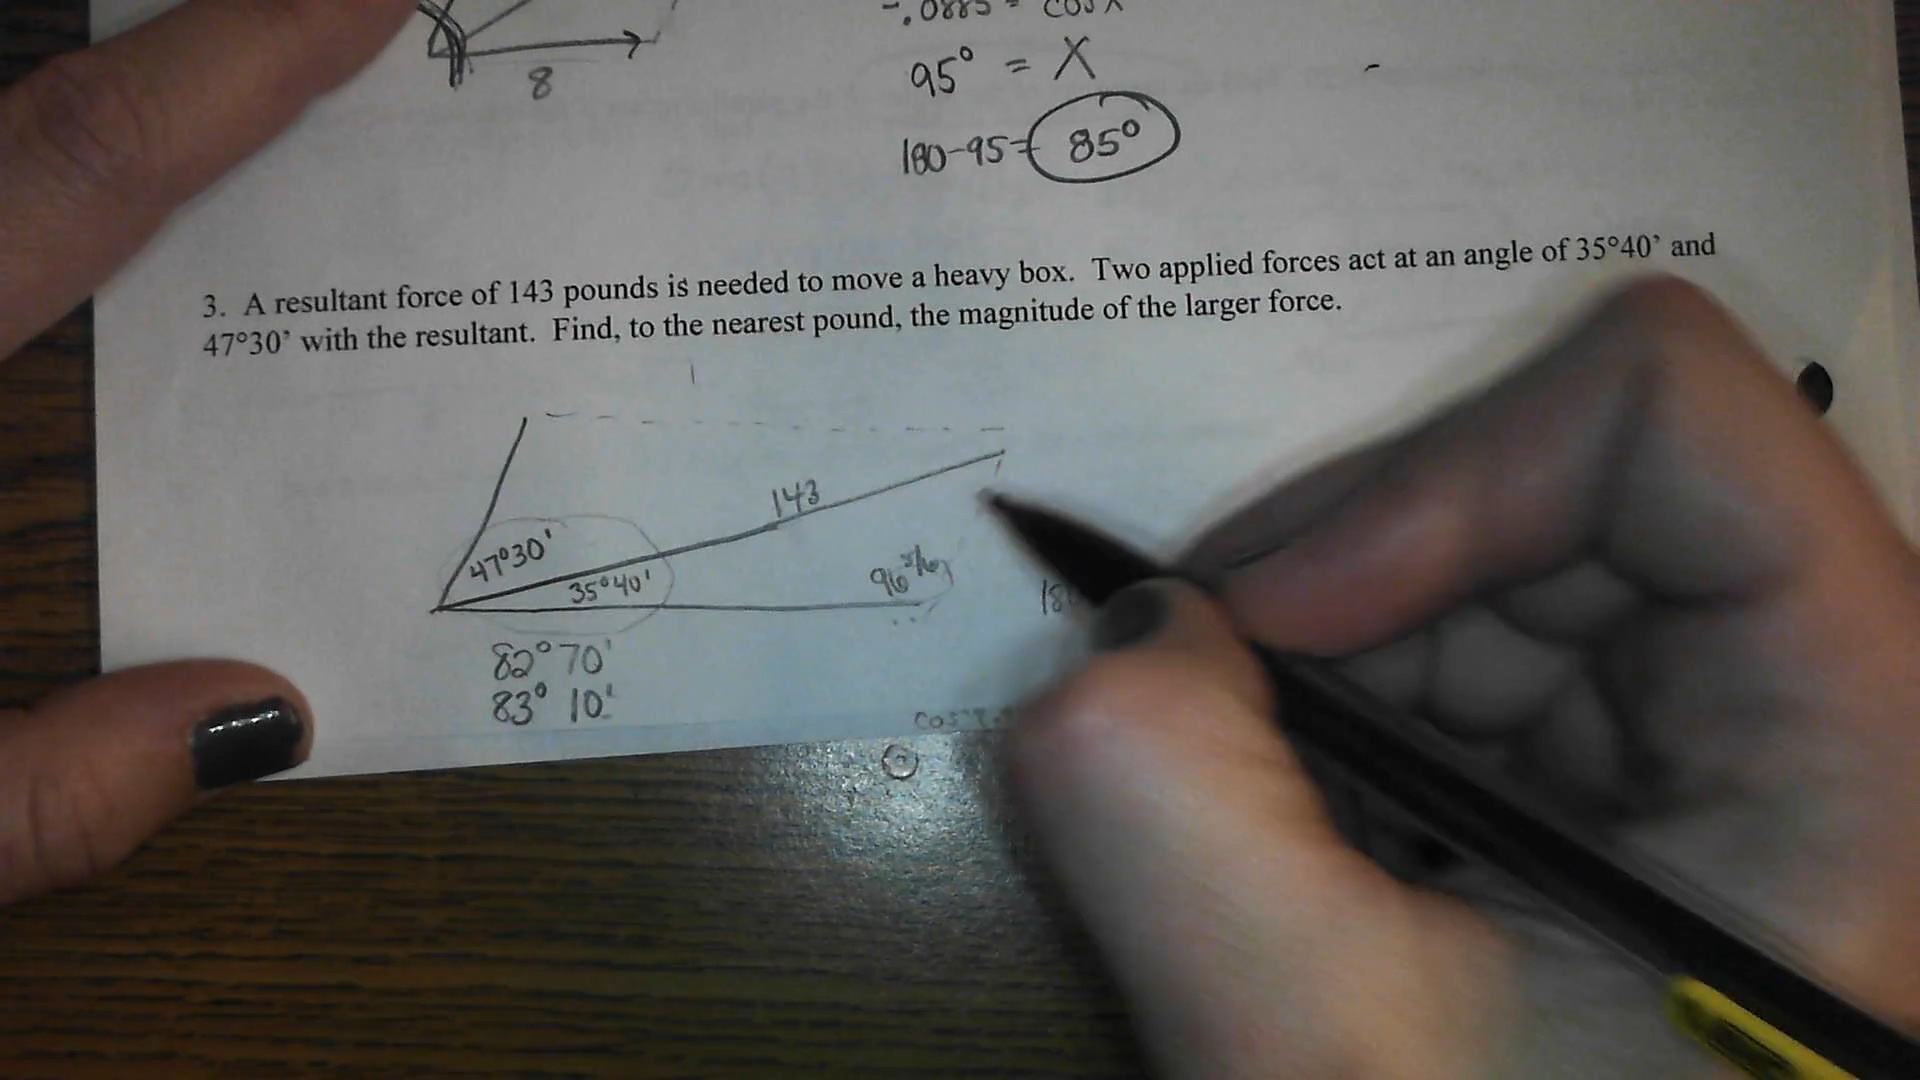 -.0885 = cos x
95° = X
180-95= 85°
8
3. A resultant force of 143 pounds is needed to move a heavy box. Two applied forces act at an angle of 35°40’ and
47°30’ with the resultant. Find, to the nearest pound, the magnitude of the larger force.
143
47°30'
35°40'
96
18
82° 70'
83° 10'